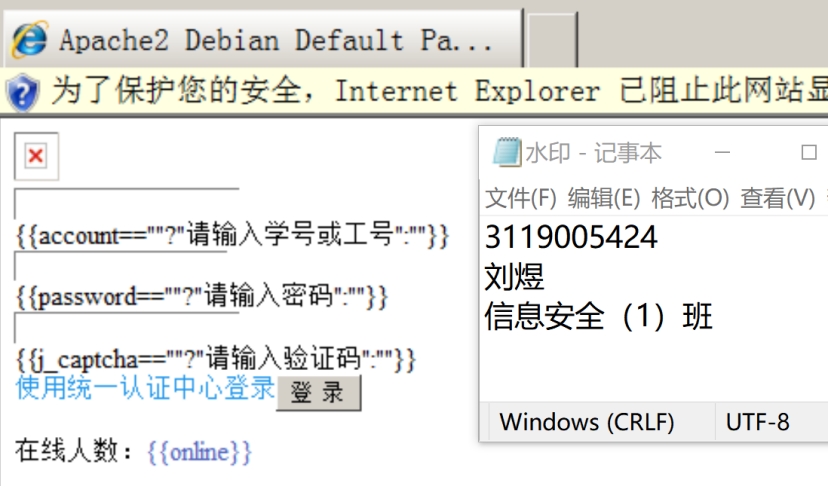 Apache2 Debian Default Pa...
为了保护您的安全，Internet Explorer 已阻止此网站显
{{account==""?"请输入学号或工号":""}}
{{password==""?"请输入密码":""}}
{{j_captcha==""?"请输入验证码":""}}
使用统一认证中心登录 登 录
在线人数：{{online}}
水印 - 记事本
文件(F) 编辑(E) 格式(O) 查看(V)
3119005424
刘煜
信息安全（1）班
Windows (CRLF) UTF-8